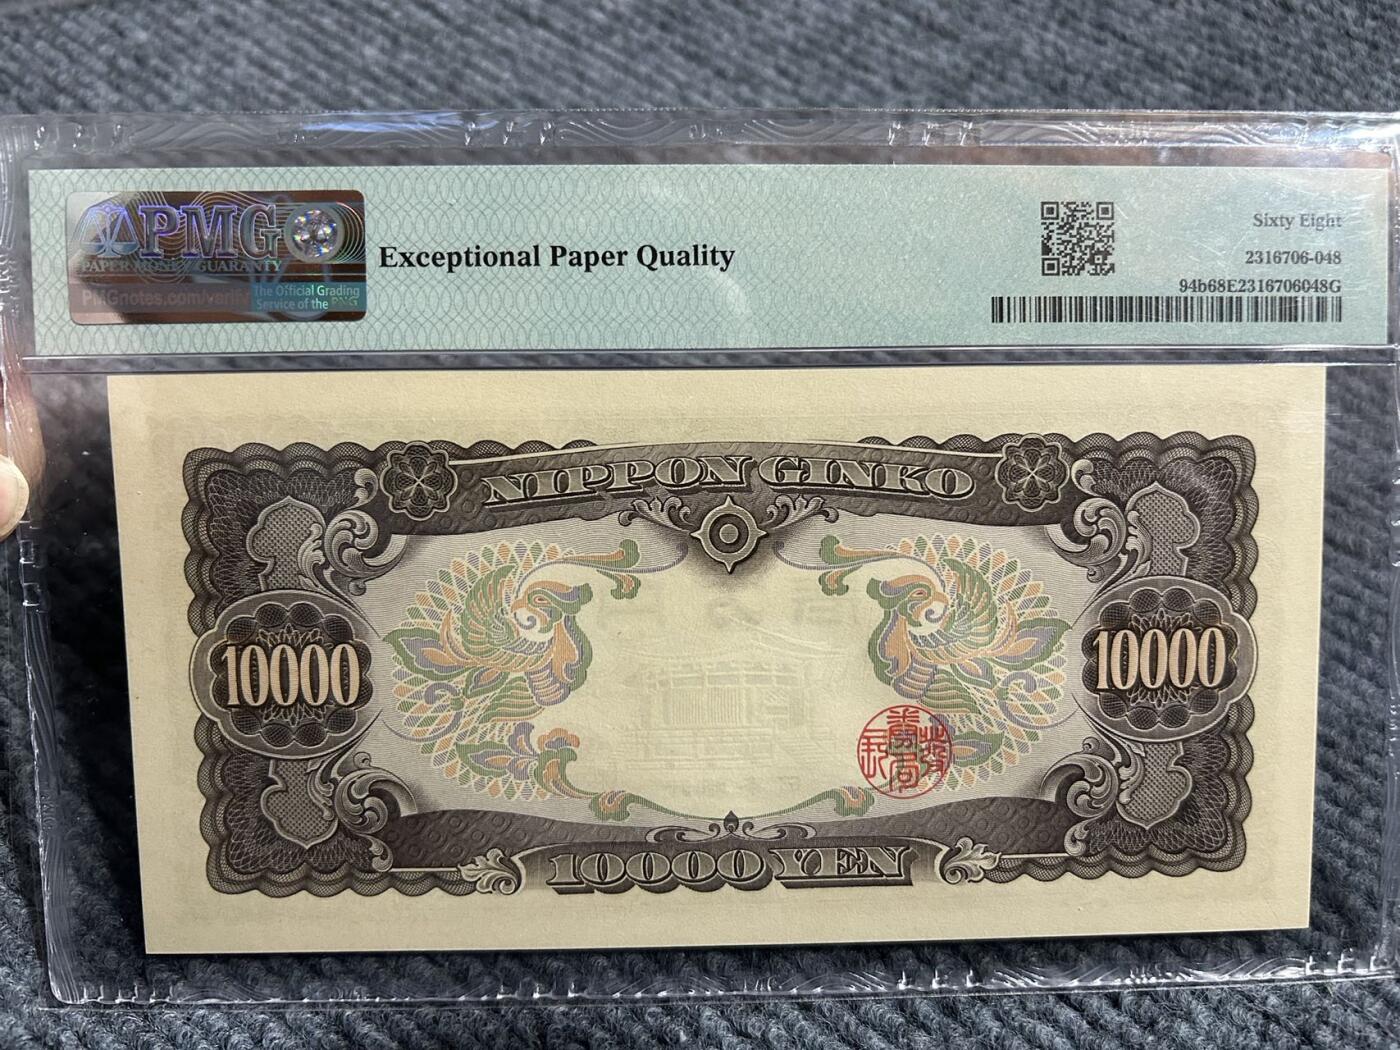 PMG
PAPER MONEY GUARANTY
PMGnotes.com/verify
The Official Grading
Service of the PNG
Exceptional Paper Quality
Sixty Eight
2316706-048
94b68E2316706048G
NIPPON GINKO
10000
10000
10000 YEN